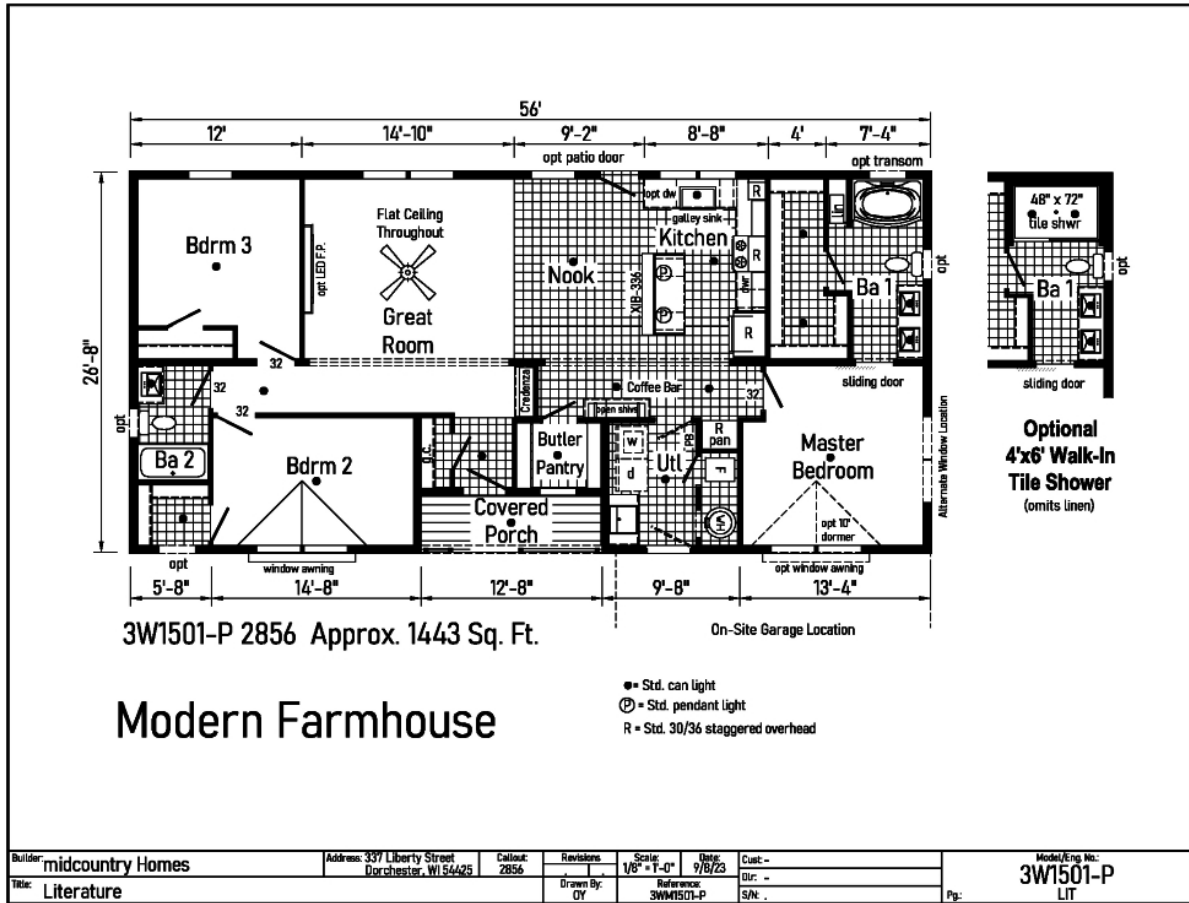 56'
12'
14'-10"
9'-2"
8'-8"
4'
7'-4"
opt patio door
opt transom
26'-8"
Bdrm 3
opt LED F.P.
Flat Ceiling
Throughout
Great
Room
Nook
opt dw
galley sink
Kitchen
R
R
R
XIB-336
P
P
dwr
lin
Ba 1
opt
sliding door
48" x 72"
tile shwr
Ba 1
opt
sliding door
Optional
4'x6' Walk-In
Tile Shower
(omits linen)
32
32
32
Credenza
Coffee Bar
open shlvs
32
opt
Ba 2
Bdrm 2
g.c.
Butler
Pantry
w
d
Utl
PB
R
pan
F
WH
Master
Bedroom
Alternate Window Location
Covered
Porch
opt 10'
dormer
opt
window awning
opt window awning
5'-8"
14'-8"
12'-8"
9'-8"
13'-4"
3W1501-P 2856 Approx. 1443 Sq. Ft.
On-Site Garage Location
Modern Farmhouse
●= Std. can light
Ⓟ = Std. pendant light
R = Std. 30/36 staggered overhead
Builder: midcountry Homes
Address: 337 Liberty Street
Dorchester, WI 54425
Callout:
2856
Revisions
Scale:
1/8" = 1'-0"
Date:
9/8/23
Cust: -
Dlr: -
S/N: .
Model/Eng. No.:
3W1501-P
LIT
Pg.:
Title: Literature
Drawn By:
OY
Reference:
3WM1501-P